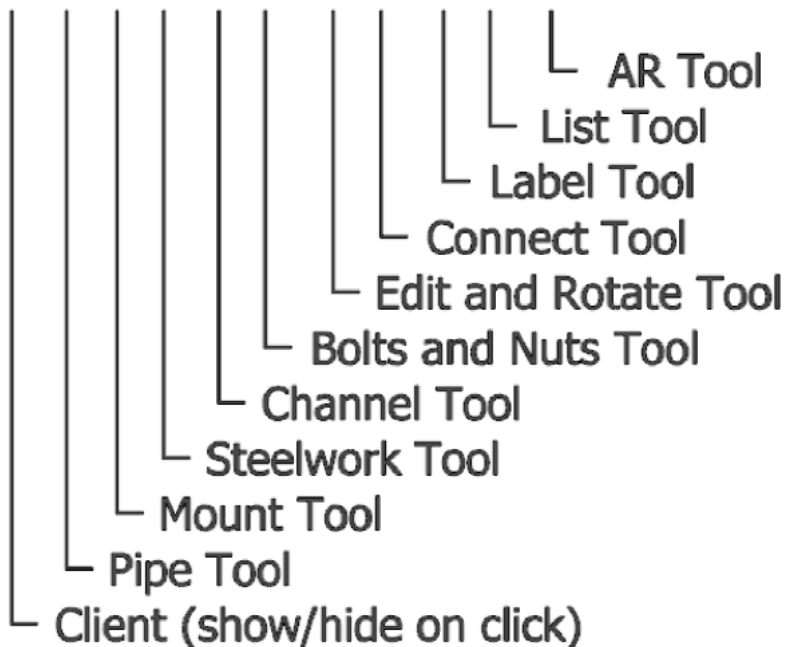 AR Tool
List Tool
Label Tool
Connect Tool
Edit and Rotate Tool
Bolts and Nuts Tool
Channel Tool
Steelwork Tool
Mount Tool
Pipe Tool
Client (show/hide on click)